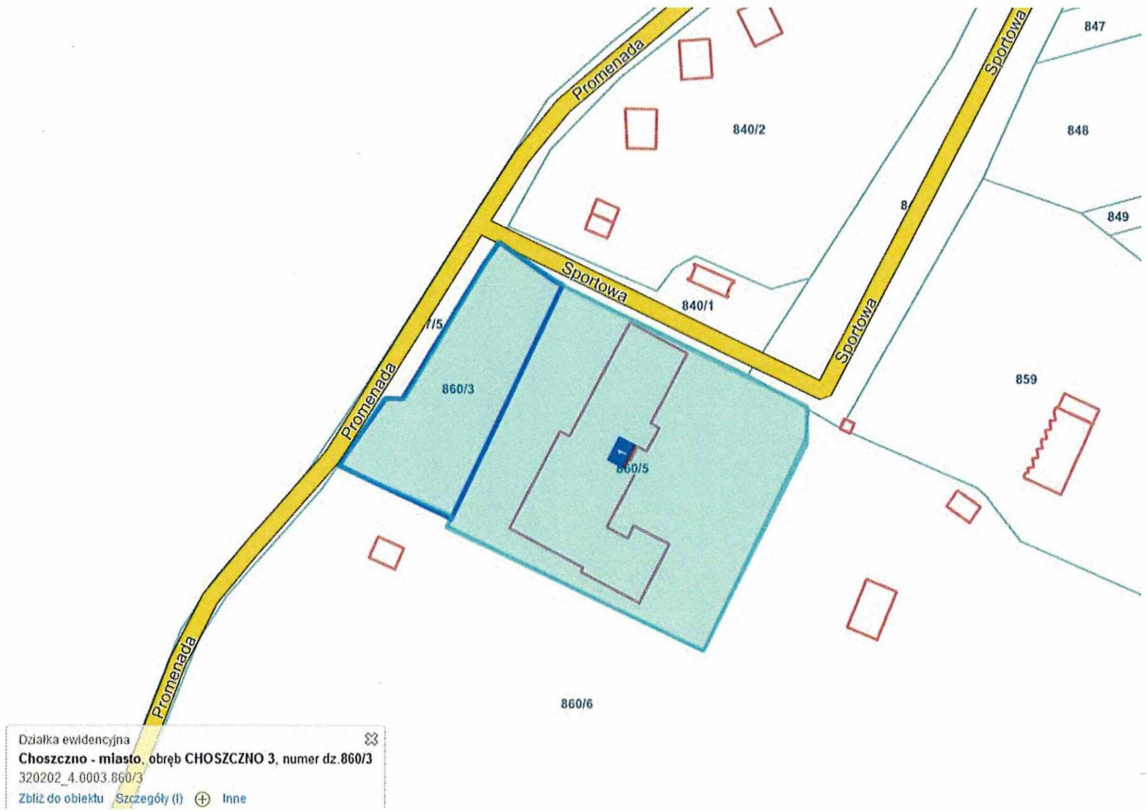 847
Promenada
Sportowa
840/2
848
849
8
Sportowa
840/1
Sportowa
7/5
Promenada
860/3
859
1
860/5
Promenada
860/6
Działka ewidencyjna
Choszczno - miasto, obręb CHOSZCZNO 3, numer dz.860/3
320202_4.0003.860/3
Zbliż do obiektu Szczegóły (I) Inne